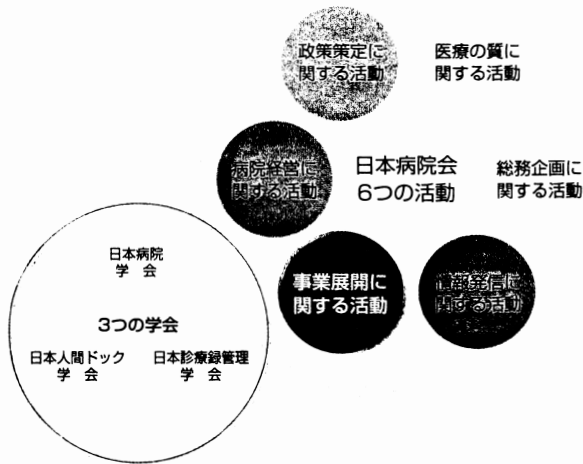 政策策定に
関する活動
医療の質に
関する活動
病院経営に
関する活動
日本病院会
6つの活動
総務企画に
関する活動
事業展開に
関する活動
情報発信に
関する活動
日本病院
学 会
3つの学会
日本人間ドック
学 会
日本診療録管理
学 会